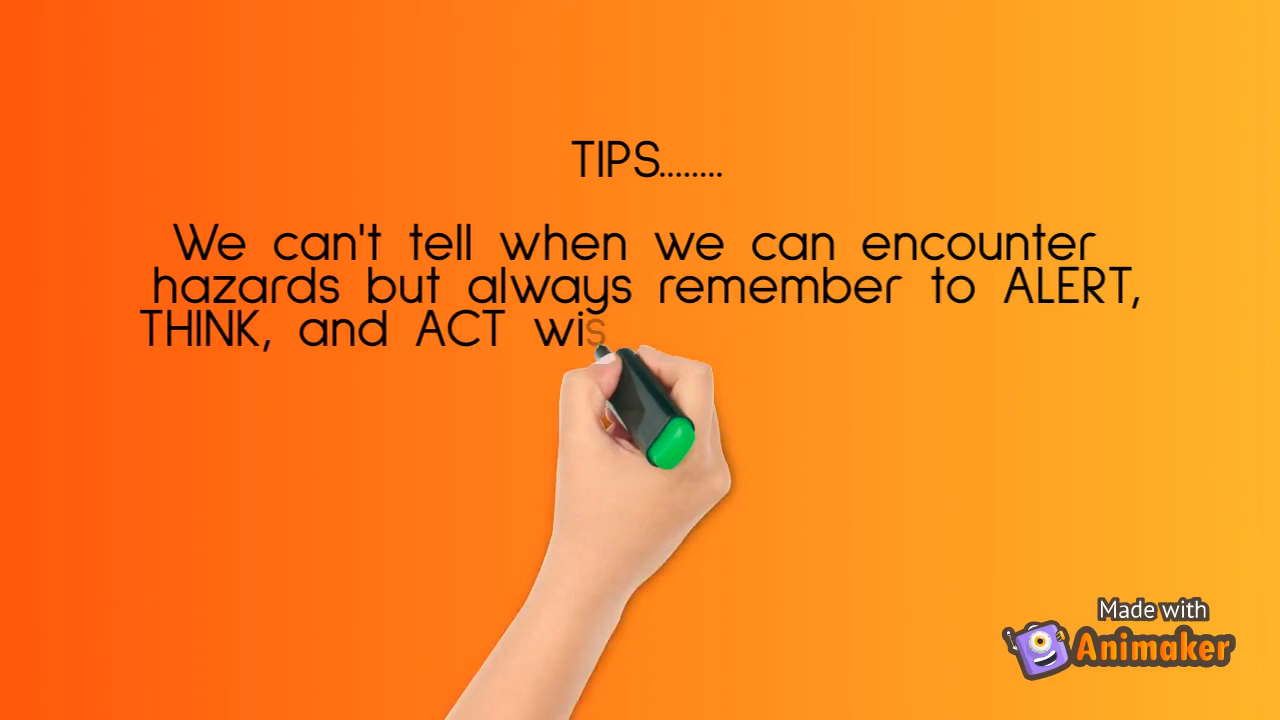 TIPS........
We can't tell when we can encounter
hazards but always remember to ALERT,
THINK, and ACT wis
Made with
Animaker